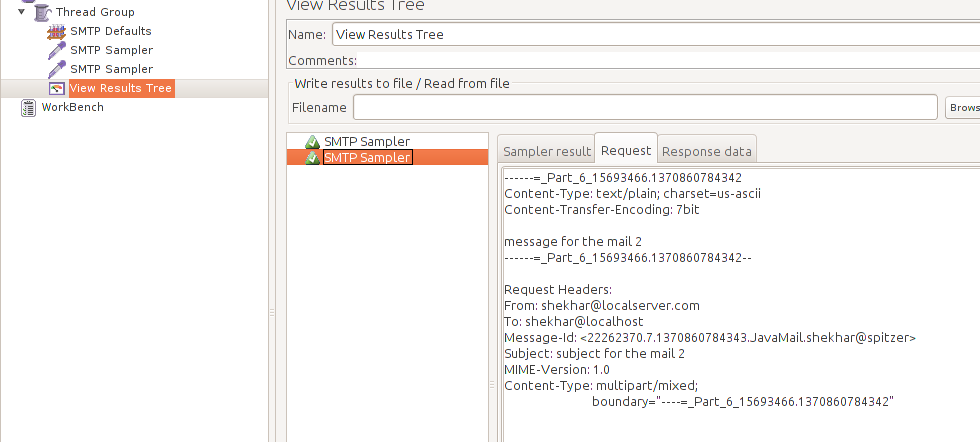 View Results Tree
Thread Group
SMTP Defaults
SMTP Sampler
SMTP Sampler
View Results Tree
WorkBench
Name: View Results Tree
Comments:
Write results to file / Read from file
Filename
Brows
SMTP Sampler
SMTP Sampler
Sampler result Request Response data
------=_Part_6_15693466.1370860784342
Content-Type: text/plain; charset=us-ascii
Content-Transfer-Encoding: 7bit
message for the mail 2
------=_Part_6_15693466.1370860784342--
Request Headers:
From: shekhar@localserver.com
To: shekhar@localhost
Message-Id: <22262370.7.1370860784343.JavaMail.shekhar@spitzer>
Subject: subject for the mail 2
MIME-Version: 1.0
Content-Type: multipart/mixed;
boundary="----=_Part_6_15693466.1370860784342"